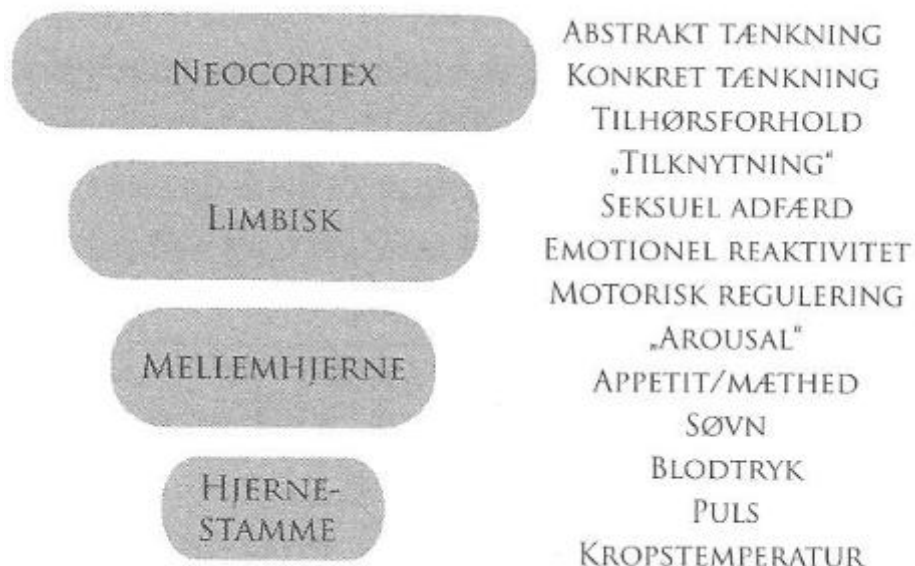 NEOCORTEX
LIMBISK
MELLEMHJERNE
HJERNE-
STAMME
ABSTRAKT TÆNKNING
KONKRET TÆNKNING
TILHØRSFORHOLD
„TILKNYTNING“
SEKSUEL ADFÆRD
EMOTIONEL REAKTIVITET
MOTORISK REGULERING
„AROUSAL“
APPETIT/MÆTHED
SØVN
BLODTRYK
PULS
KROPSTEMPERATUR